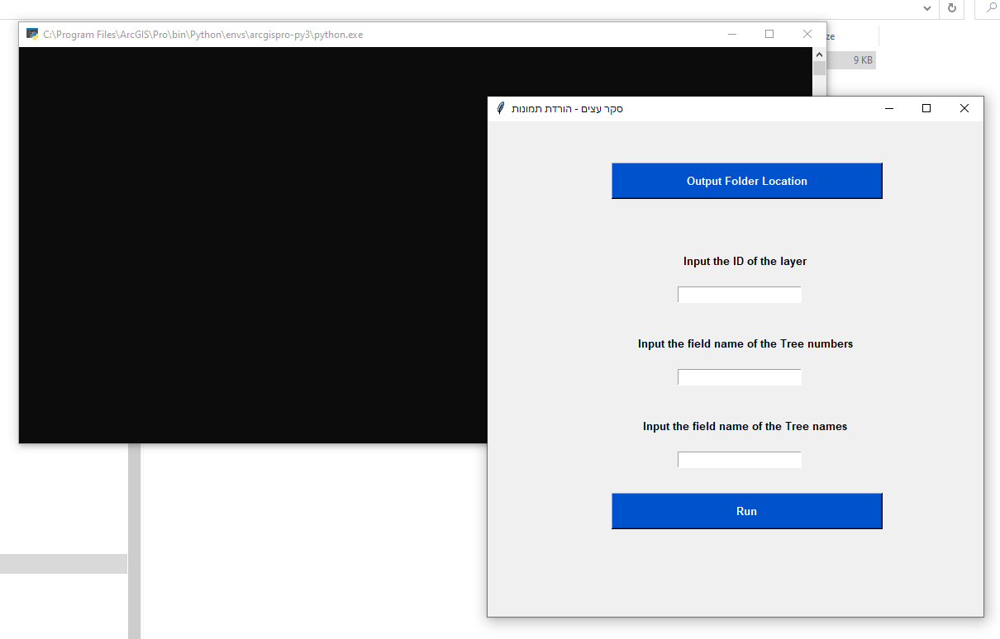 C:\Program Files\ArcGIS\Pro\bin\Python\envs\arcgispro-py3\python.exe
ze
9 KB
סקר עצים - הורדת תמונות
Output Folder Location
Input the ID of the layer
Input the field name of the Tree numbers
Input the field name of the Tree names
Run